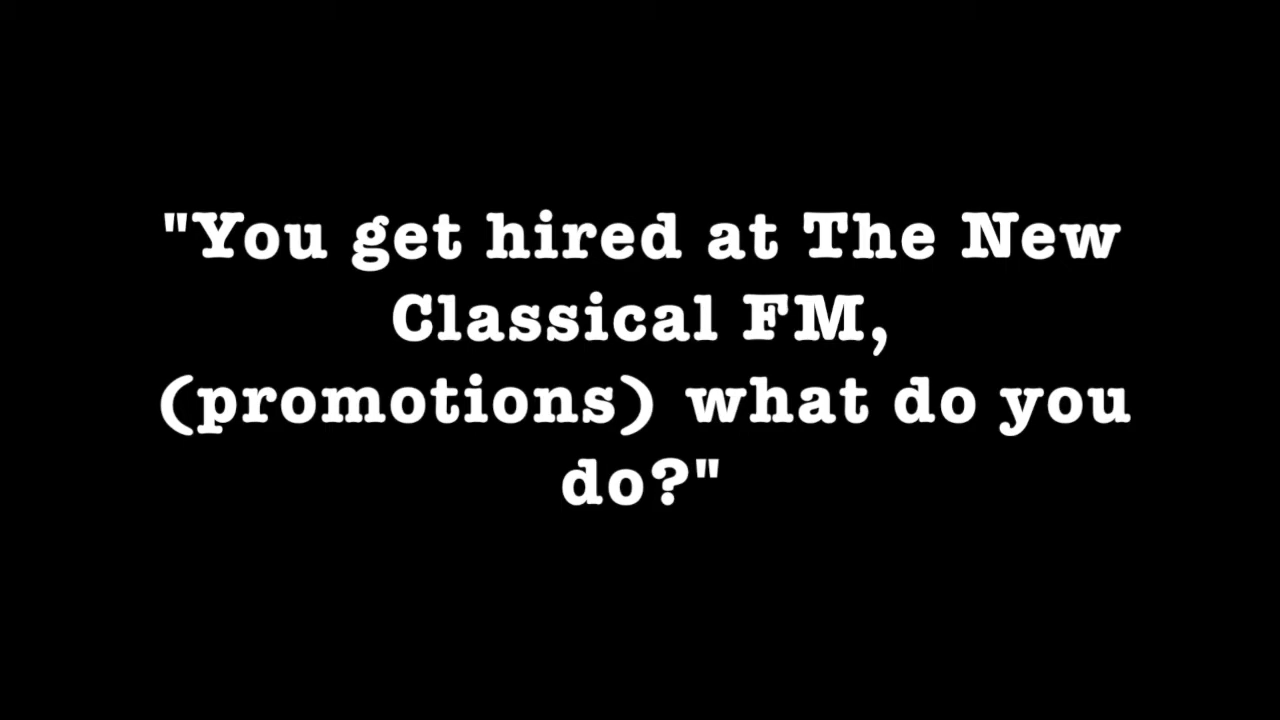 "You get hired at The New
Classical FM,
(promotions) what do you
do?"